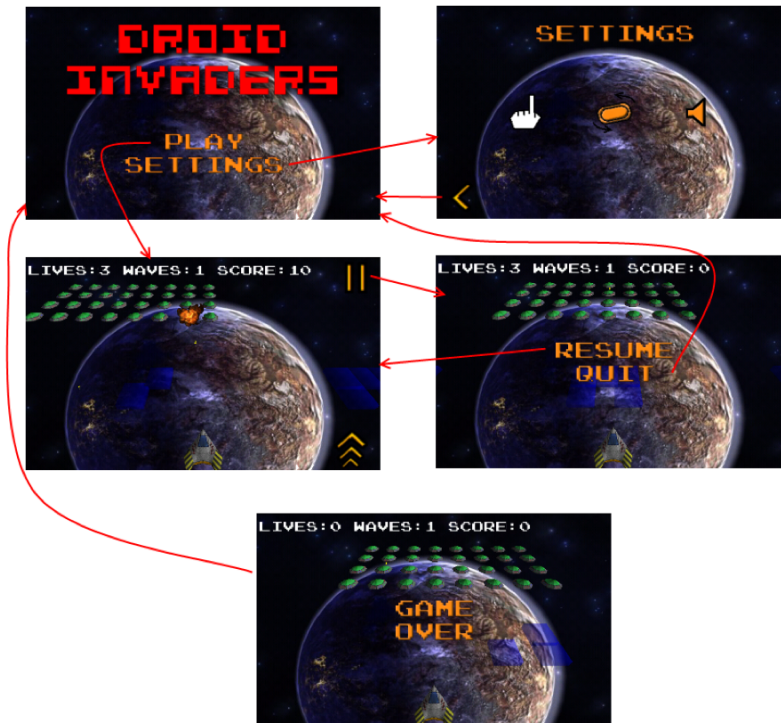 DROID
INVADERS
PLAY
SETTINGS
SETTINGS
LIVES:3 WAVES:1 SCORE:10
LIVES:3 WAVES:1 SCORE:0
RESUME
QUIT
LIVES:0 WAVES:1 SCORE:0
GAME
OVER